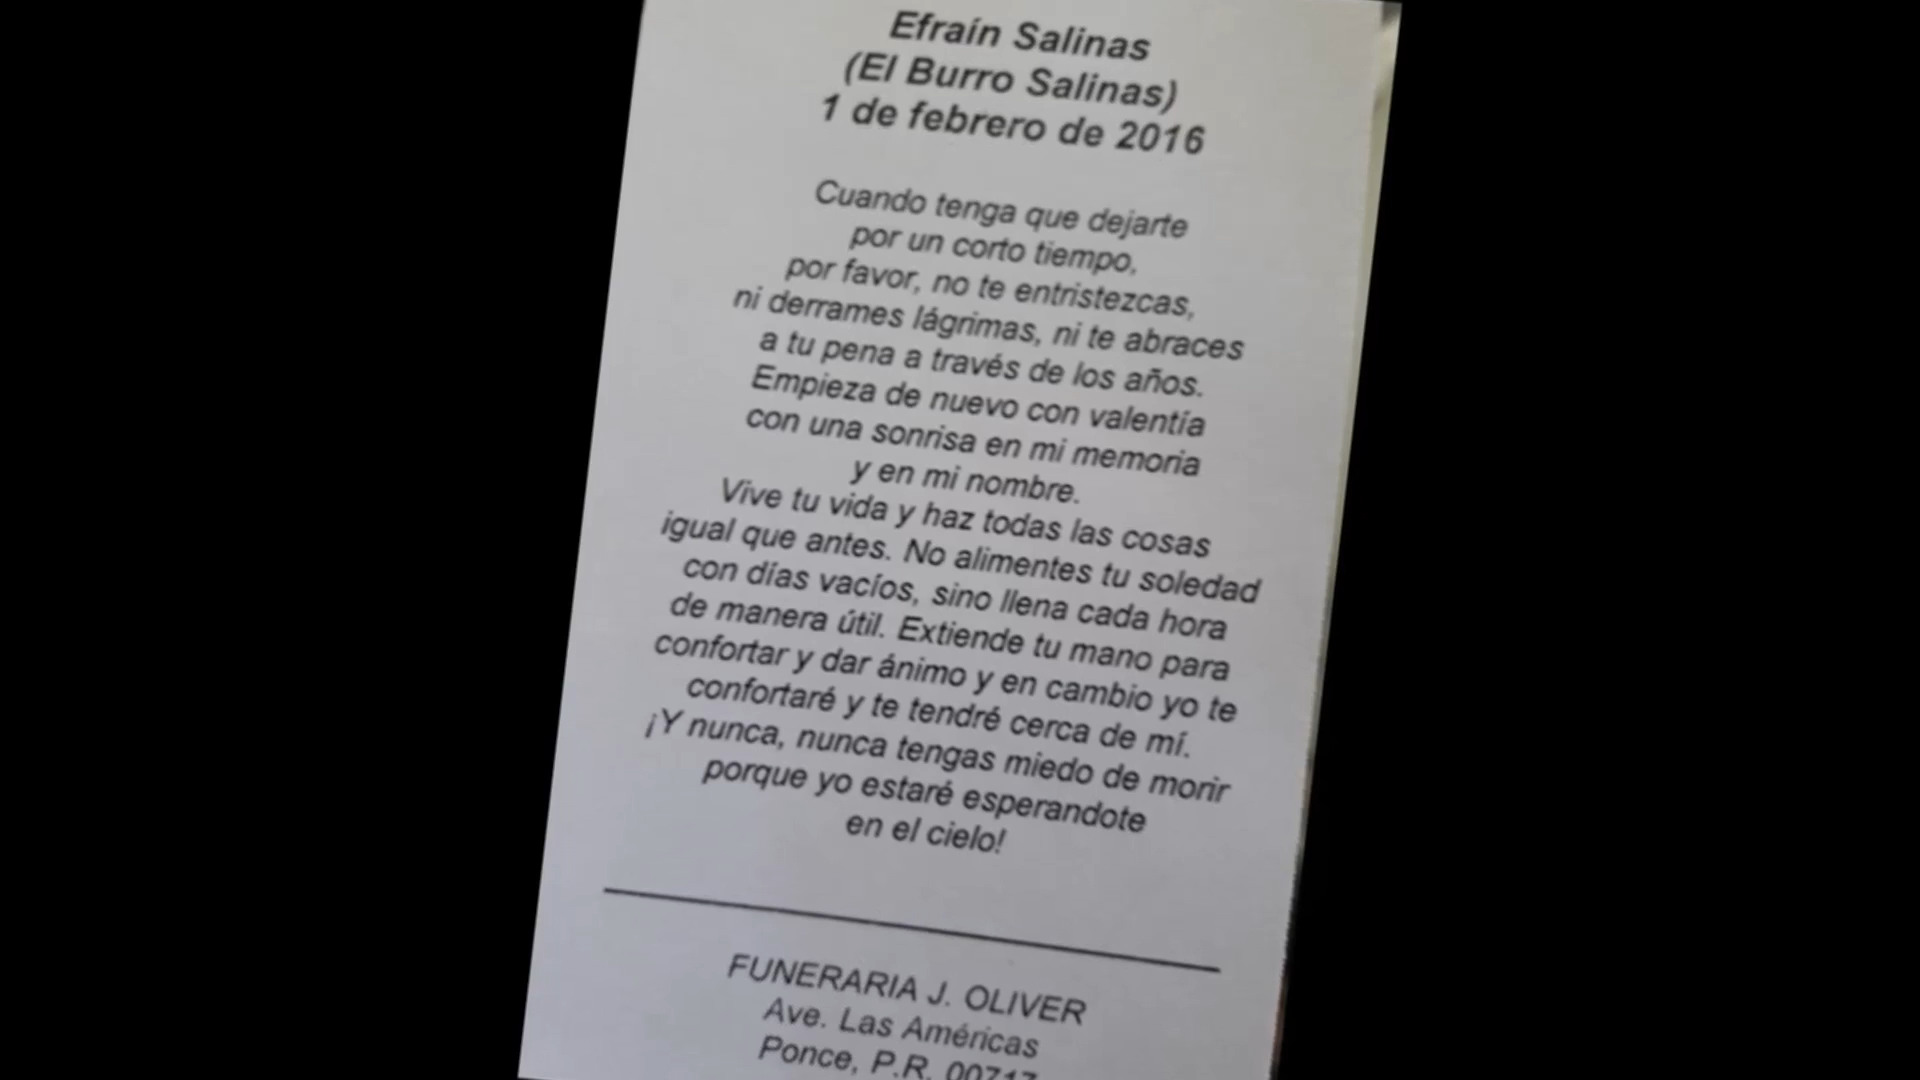 Efraín Salinas
(El Burro Salinas)
1 de febrero de 2016
Cuando tenga que dejarte
por un corto tiempo,
por favor, no te entristezcas,
ni derrames lágrimas, ni te abraces
a tu pena a través de los años.
Empieza de nuevo con valentía
con una sonrisa en mi memoria
y en mi nombre.
Vive tu vida y haz todas las cosas
igual que antes. No alimentes tu soledad
con días vacíos, sino llena cada hora
de manera útil. Extiende tu mano para
confortar y dar ánimo y en cambio yo te
confortaré y te tendré cerca de mí.
¡Y nunca, nunca tengas miedo de morir
porque yo estaré esperandote
en el cielo!
FUNERARIA J. OLIVER
Ave. Las Américas
Ponce, P.R. 00717